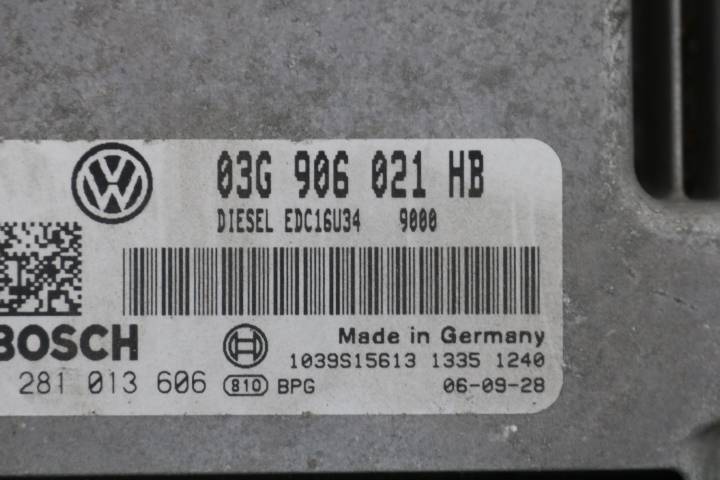 03G 906 021 HB
DIESEL EDC16U34 9000
BOSCH
Made in Germany
1039S15613 1335 1240
281 013 606 810 BPG 06-09-28